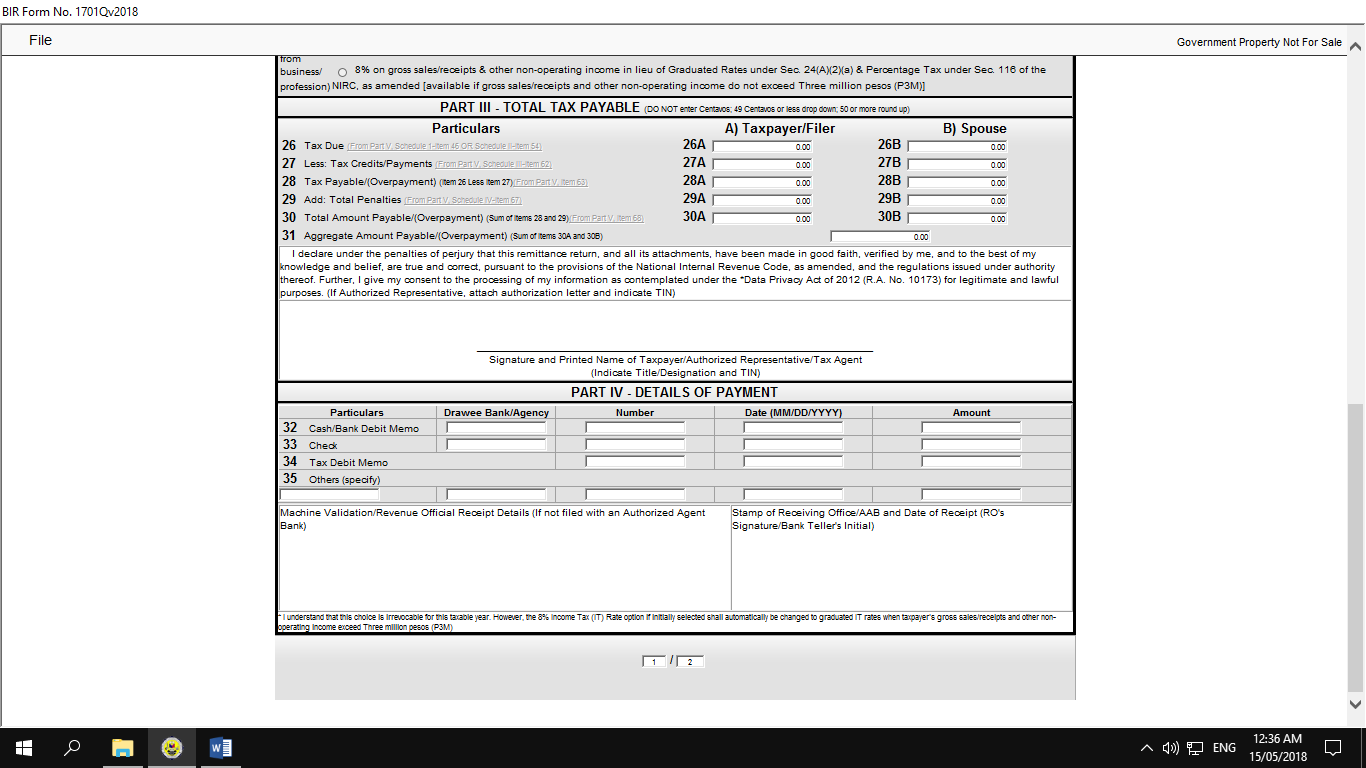 BIR Form No. 1701Qv2018
File
Government Property Not For Sale
from
business/ 8% on gross sales/receipts & other non-operating income in lieu of Graduated Rates under Sec. 24(A)(2)(a) & Percentage Tax under Sec. 116 of the
profession) NIRC, as amended [available if gross sales/receipts and other non-operating income do not exceed Three million pesos (P3M)]
PART III - TOTAL TAX PAYABLE (DO NOT enter Centavos; 49 Centavos or less drop down; 50 or more round up)
Particulars A) Taxpayer/Filer B) Spouse
26 Tax Due (From Part V, Schedule 1-Item 46 OR Schedule II-Item 54) 26A 0.00 26B 0.00
27 Less: Tax Credits/Payments (From Part V, Schedule III-Item 62) 27A 0.00 27B 0.00
28 Tax Payable/(Overpayment) (Item 26 Less Item 27)(From Part V, Item 63) 28A 0.00 28B 0.00
29 Add: Total Penalties (From Part V, Schedule IV-Item 67) 29A 0.00 29B 0.00
30 Total Amount Payable/(Overpayment) (Sum of Items 28 and 29)(From Part V, Item 68) 30A 0.00 30B 0.00
31 Aggregate Amount Payable/(Overpayment) (Sum of Items 30A and 30B) 0.00
I declare under the penalties of perjury that this remittance return, and all its attachments, have been made in good faith, verified by me, and to the best of my
knowledge and belief, are true and correct, pursuant to the provisions of the National Internal Revenue Code, as amended, and the regulations issued under authority
thereof. Further, I give my consent to the processing of my information as contemplated under the *Data Privacy Act of 2012 (R.A. No. 10173) for legitimate and lawful
purposes. (If Authorized Representative, attach authorization letter and indicate TIN)
Signature and Printed Name of Taxpayer/Authorized Representative/Tax Agent
(Indicate Title/Designation and TIN)
PART IV - DETAILS OF PAYMENT
Particulars Drawee Bank/Agency Number Date (MM/DD/YYYY) Amount
32 Cash/Bank Debit Memo
33 Check
34 Tax Debit Memo
35 Others (specify)
Machine Validation/Revenue Official Receipt Details (If not filed with an Authorized Agent
Bank)
Stamp of Receiving Office/AAB and Date of Receipt (RO's
Signature/Bank Teller's Initial)
* I understand that this choice is irrevocable for this taxable year. However, the 8% Income Tax (IT) Rate option if initially selected shall automatically be changed to graduated IT rates when taxpayer's gross sales/receipts and other non-
operating income exceed Three million pesos (P3M)
1 / 2
ENG
12:36 AM
15/05/2018